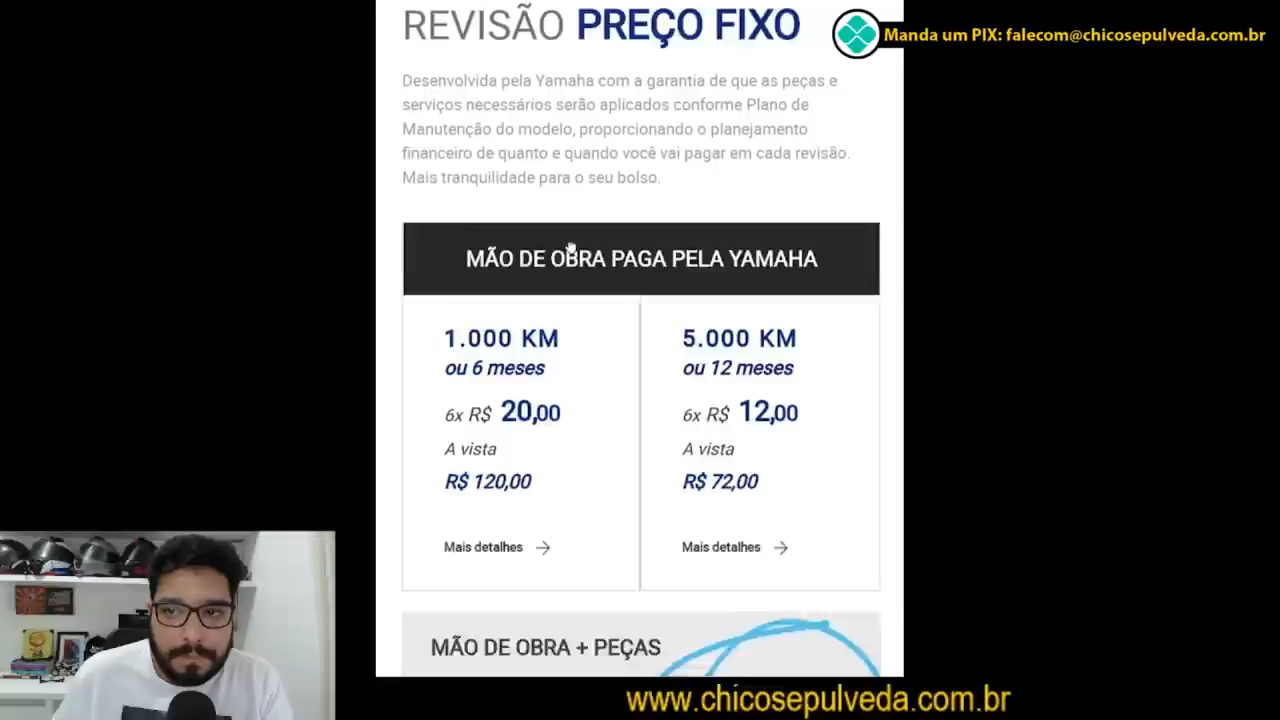 REVISÃO PREÇO FIXO
Manda um PIX: falecom@chicosepulveda.com.br
Desenvolvida pela Yamaha com a garantia de que as peças e
serviços necessários serão aplicados conforme Plano de
Manutenção do modelo, proporcionando o planejamento
financeiro de quanto e quando você vai pagar em cada revisão.
Mais tranquilidade para o seu bolso.
MÃO DE OBRA PAGA PELA YAMAHA
1.000 KM
ou 6 meses
6x R$ 20,00
A vista
R$ 120,00
Mais detalhes
5.000 KM
ou 12 meses
6x R$ 12,00
A vista
R$ 72,00
Mais detalhes
MÃO DE OBRA + PEÇAS
www.chicosepulveda.com.br